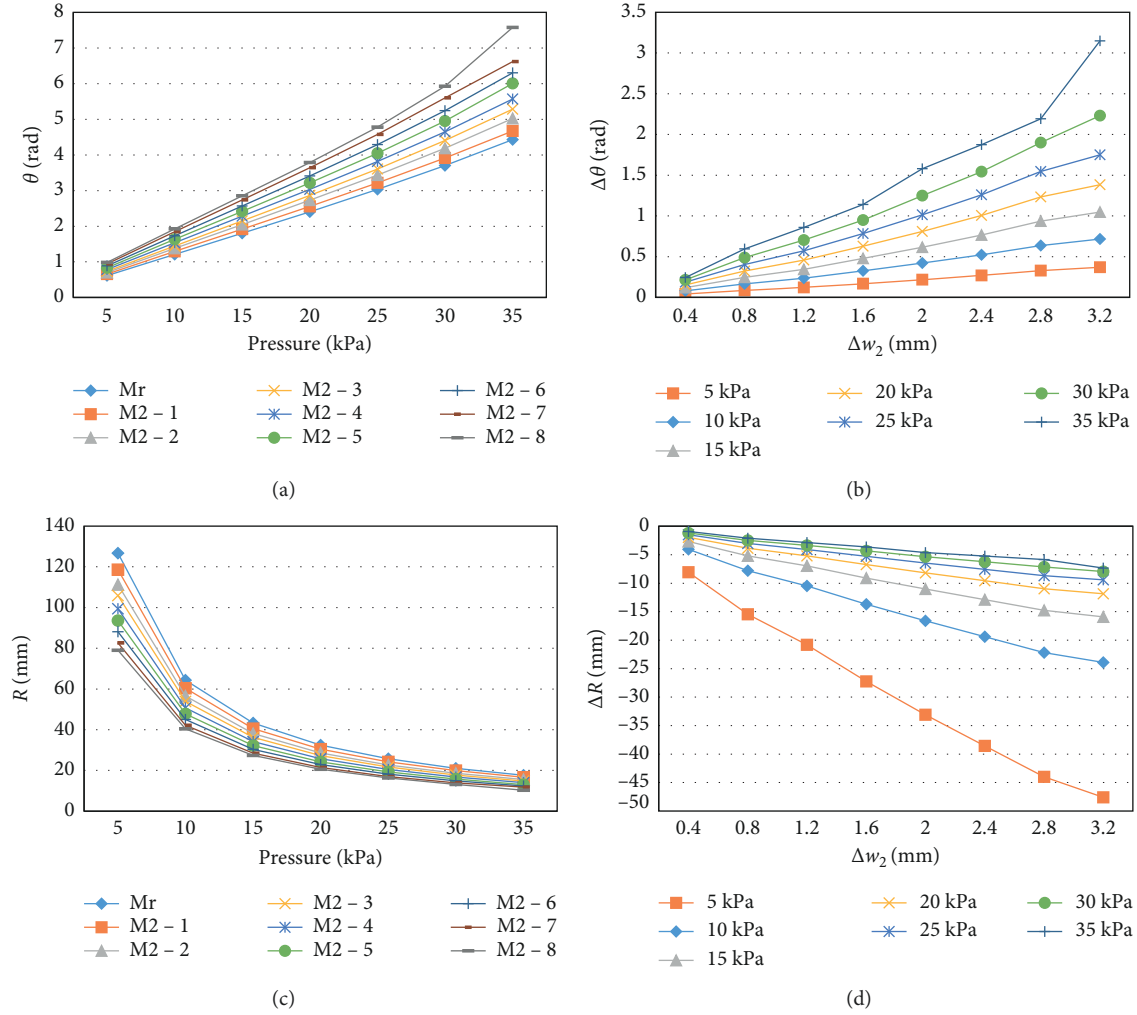 8
7
6
5
4
3
2
1
0
θ (rad)
5 10 15 20 25 30 35
Pressure (kPa)
Mr M2 – 3 M2 – 6
M2 – 1 M2 – 4 M2 – 7
M2 – 2 M2 – 5 M2 – 8
(a)
3.5
3
2.5
2
1.5
1
0.5
0
Δθ (rad)
0.4 0.8 1.2 1.6 2 2.4 2.8 3.2
Δw2 (mm)
5 kPa 20 kPa 30 kPa
10 kPa 25 kPa 35 kPa
15 kPa
(b)
140
120
100
80
60
40
20
0
R (mm)
5 10 15 20 25 30 35
Pressure (kPa)
Mr M2 – 3 M2 – 6
M2 – 1 M2 – 4 M2 – 7
M2 – 2 M2 – 5 M2 – 8
(c)
0
–5
–10
–15
–20
–25
–30
–35
–40
–45
–50
ΔR (mm)
0.4 0.8 1.2 1.6 2 2.4 2.8 3.2
Δw2 (mm)
5 kPa 20 kPa 30 kPa
10 kPa 25 kPa 35 kPa
15 kPa
(d)